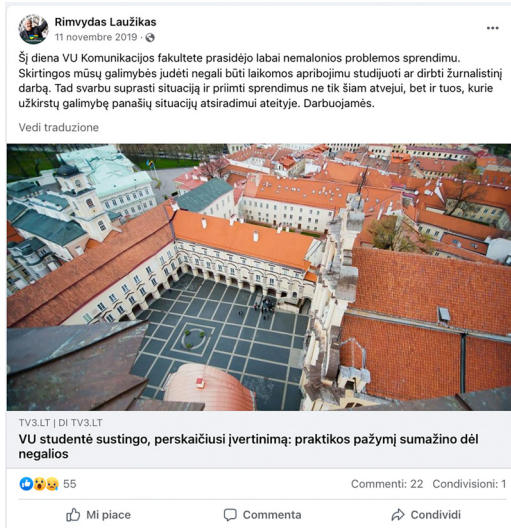 Rimvydas Laužikas
11 novembre 2019 ·
Šį diena VU Komunikacijos fakultete prasidėjo labai nemalonios problemos sprendimu.
Skirtingos mūsų galimybės judėti negali būti laikomos apribojimu studijuoti ar dirbti žurnalistinį
darbą. Tad svarbu suprasti situaciją ir priimti sprendimus ne tik šiam atvejui, bet ir tuos, kurie
užkirstų galimybę panašių situacijų atsiradimui ateityje. Darbuojamės.
Vedi traduzione
TV3.LT | DI TV3.LT
VU studentė sustingo, perskaičiusi įvertinimą: praktikos pažymį sumažino dėl
negalios
55
Commenti: 22 Condivisioni: 1
Mi piace
Commenta
Condividi